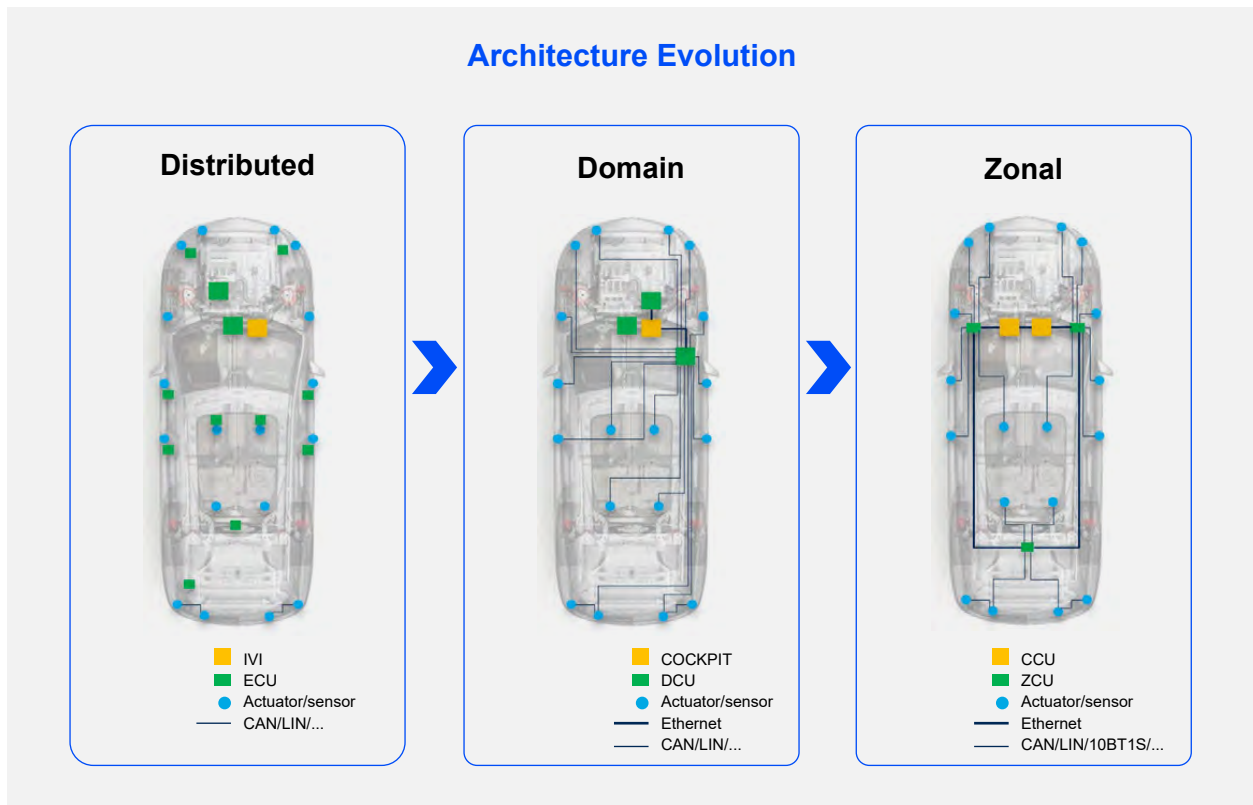 Architecture Evolution
Distributed
IVI
ECU
Actuator/sensor
CAN/LIN/...
Domain
COCKPIT
DCU
Actuator/sensor
Ethernet
CAN/LIN/...
Zonal
CCU
ZCU
Actuator/sensor
Ethernet
CAN/LIN/10BT1S/...